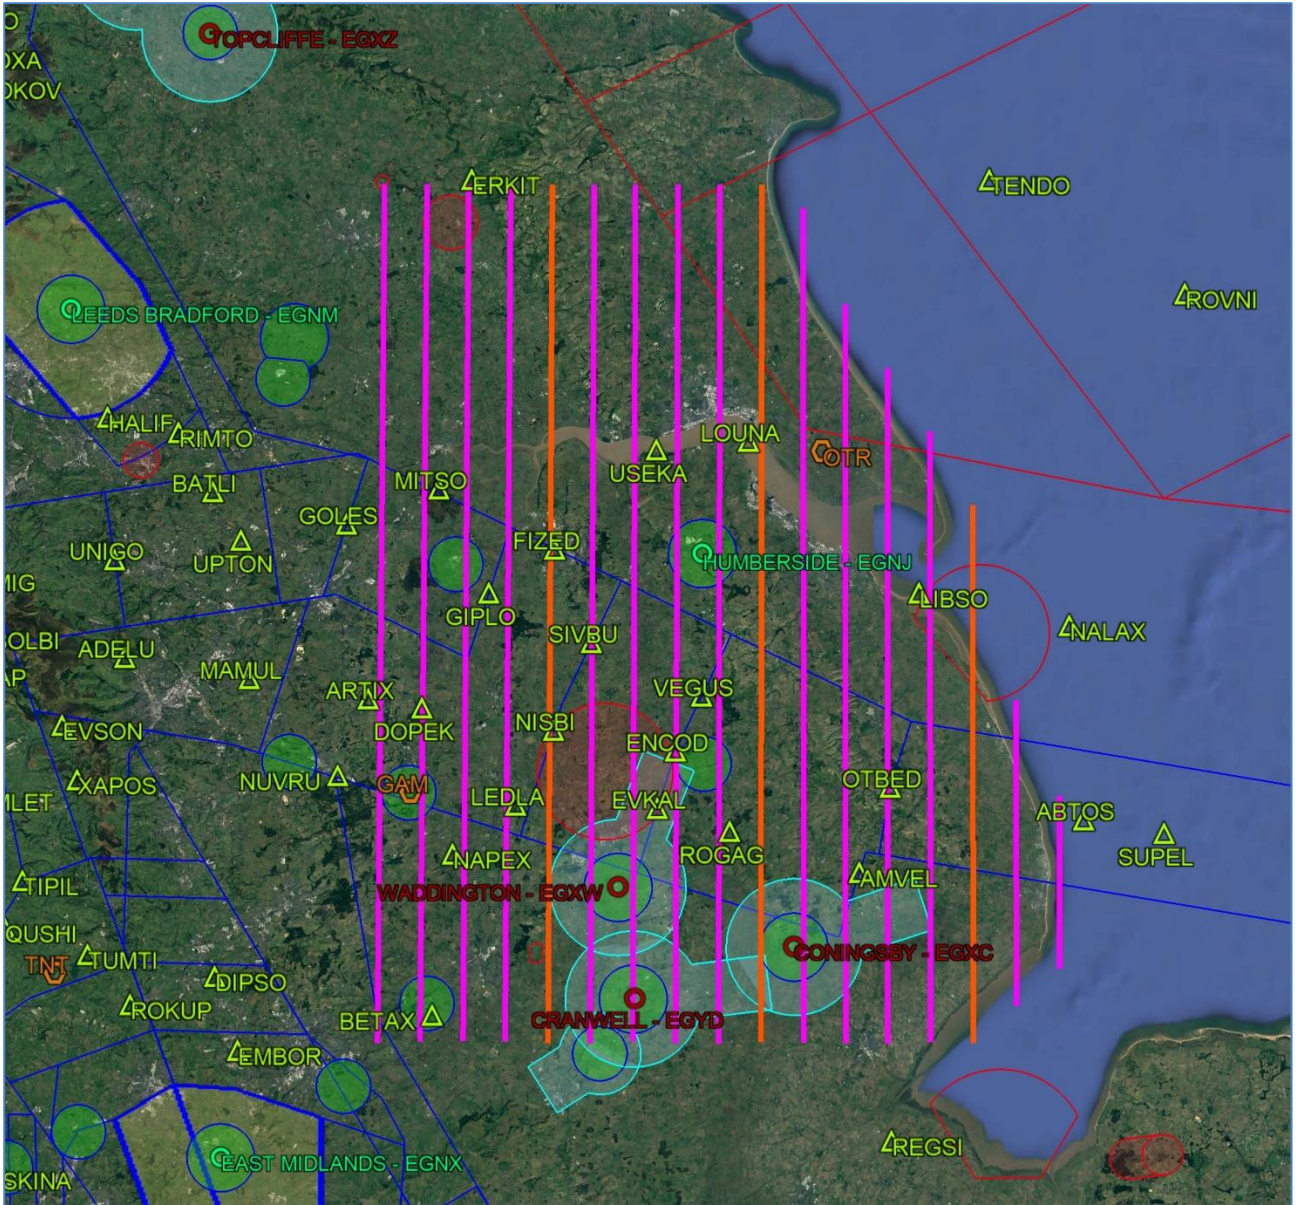 TOPCLIFFE - EGXZ
OXA
OKOV
ERKIT
TENDO
ROVNI
LEEDS BRADFORD - EGNM
HALIF
RIMTO
LOUNA
OTR
USEKA
BATLI
MITSO
GOLES
FIZED
UNIGO
UPTON
HUMBERSIDE - EGNJ
MIG
GIPLO
LIBSO
SIVBU
NALAX
OLBI
ADELU
MAMUL
AP
ARTIX
VEGUS
DOPEK
NISBI
EVSON
ENCOD
NUVRU
GAM
XAPOS
OTBED
MLET
LEDLA
EVKAL
ABTOS
ROGAG
SUPEL
NAPEX
TIPIL
WADDINGTON - EGXW
AMVEL
QUSHI
CONINGSBY - EGXC
TNT
TUMTI
DIPSO
ROKUP
BETAX
CRANWELL - EGYD
EMBOR
REGSI
EAST MIDLANDS - EGNX
SKINA